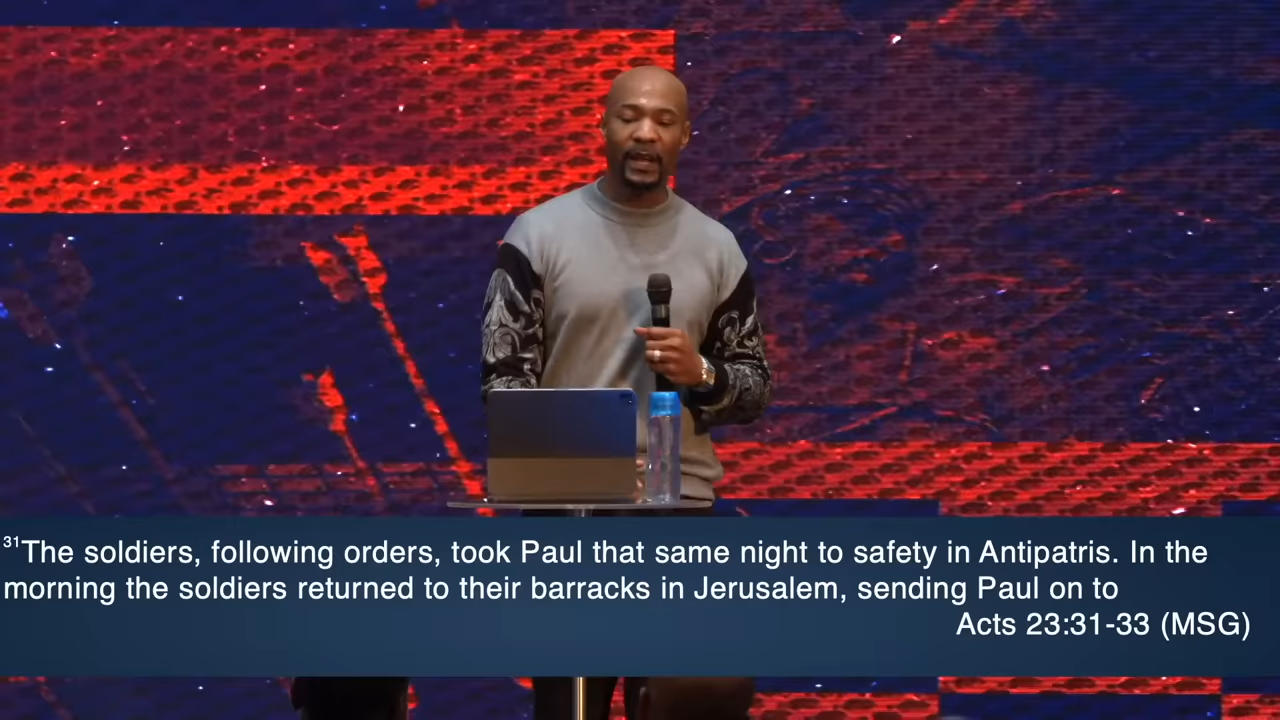 31The soldiers, following orders, took Paul that same night to safety in Antipatris. In the
morning the soldiers returned to their barracks in Jerusalem, sending Paul on to
Acts 23:31-33 (MSG)